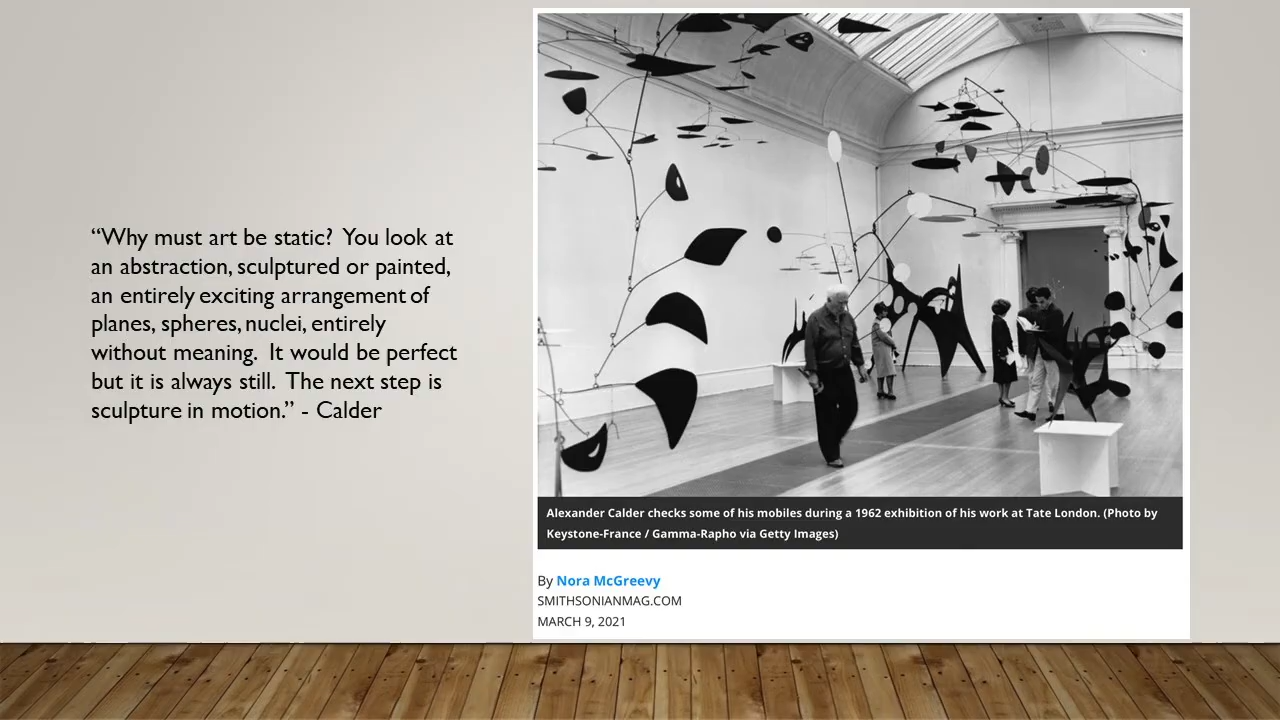 “Why must art be static?  You look at
an abstraction, sculptured or painted,
an entirely exciting arrangement of
planes, spheres, nuclei, entirely
without meaning.  It would be perfect
but it is always still.  The next step is
sculpture in motion.” - Calder
Alexander Calder checks some of his mobiles during a 1962 exhibition of his work at Tate London. (Photo by
Keystone-France / Gamma-Rapho via Getty Images)
By Nora McGreevy
SMITHSONIANMAG.COM
MARCH 9, 2021